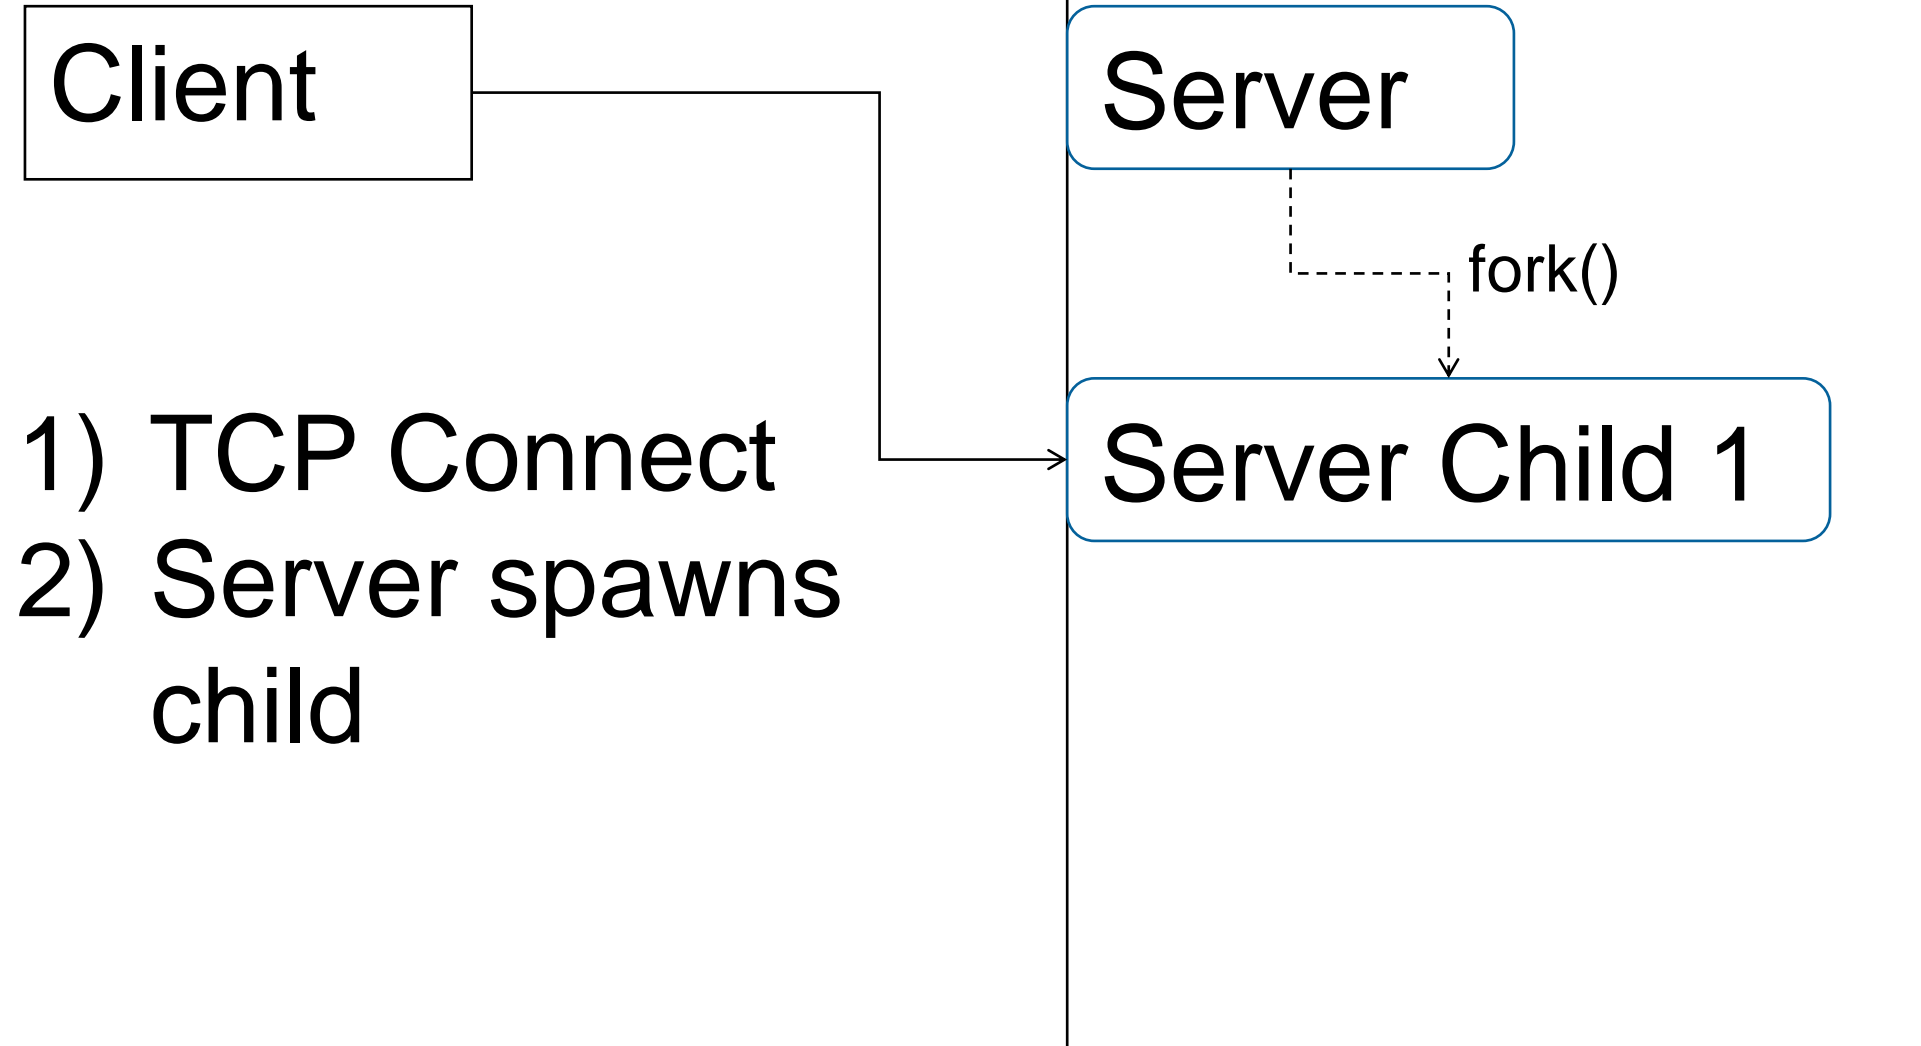 Client
Server
fork()
Server Child 1
1) TCP Connect
2) Server spawns
child